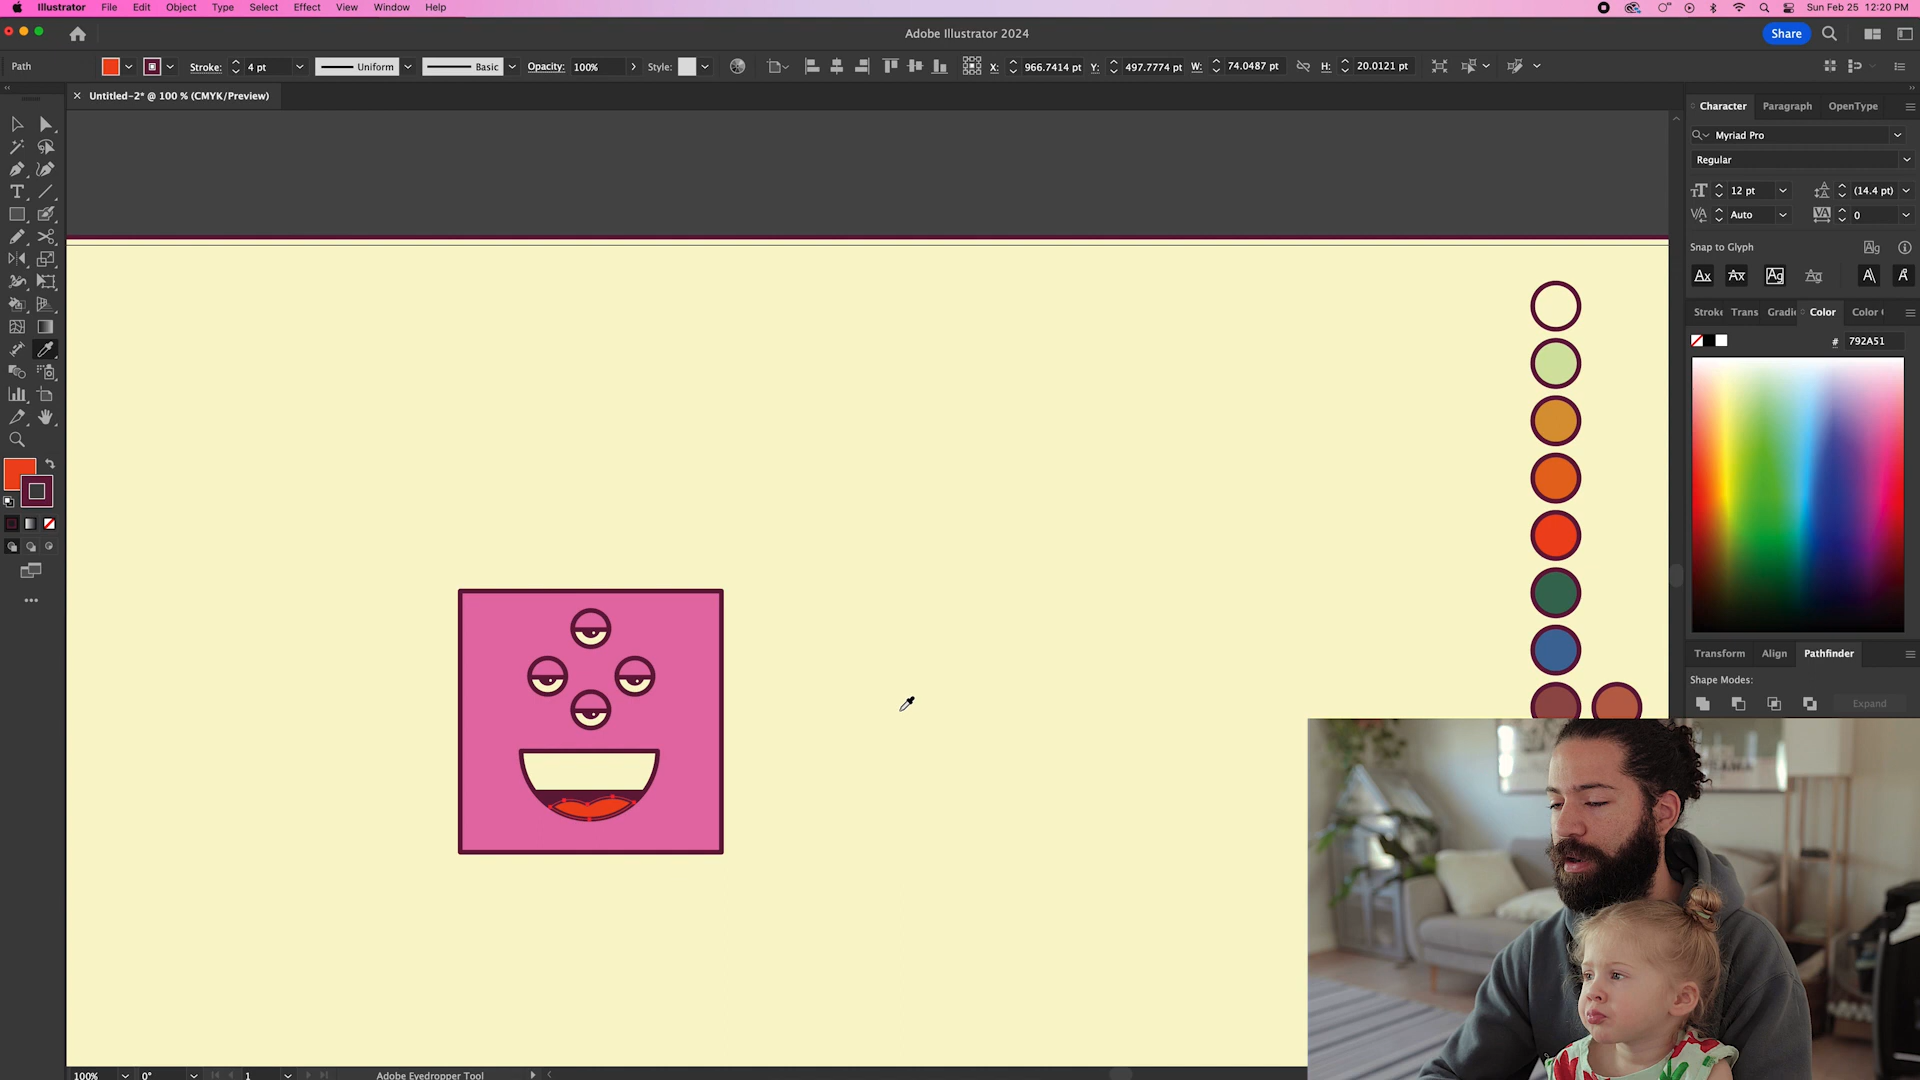 Illustrator File Edit Object Type Select Effect View Window Help
Sun Feb 25 12:20 PM
Adobe Illustrator 2024
Share
Path
Stroke: 4 pt
Uniform
Basic
Opacity: 100%
Style:
X: 966.7414 pt
Y: 497.7774 pt
W: 74.0487 pt
H: 20.0121 pt
× Untitled-2* @ 100 % (CMYK/Preview)
Character Paragraph OpenType
Myriad Pro
Regular
12 pt
(14.4 pt)
Auto
0
Snap to Glyph
Stroke Trans Gradie Color Color
# 792A51
Transform Align Pathfinder
Shape Modes:
Expand
100%
0°
1
Adobe Eyedropper Tool